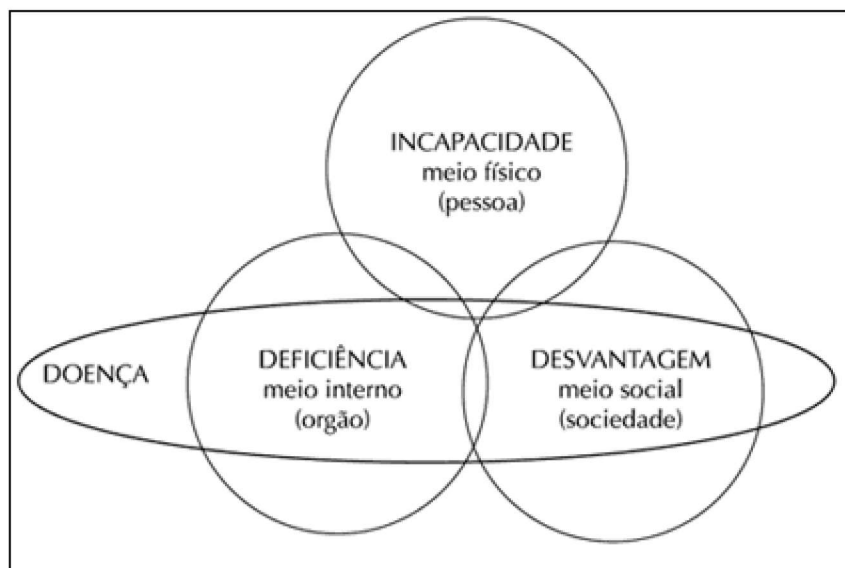 INCAPACIDADE
meio físico
(pessoa)
DOENÇA
DEFICIÊNCIA
meio interno
(orgão)
DESVANTAGEM
meio social
(sociedade)